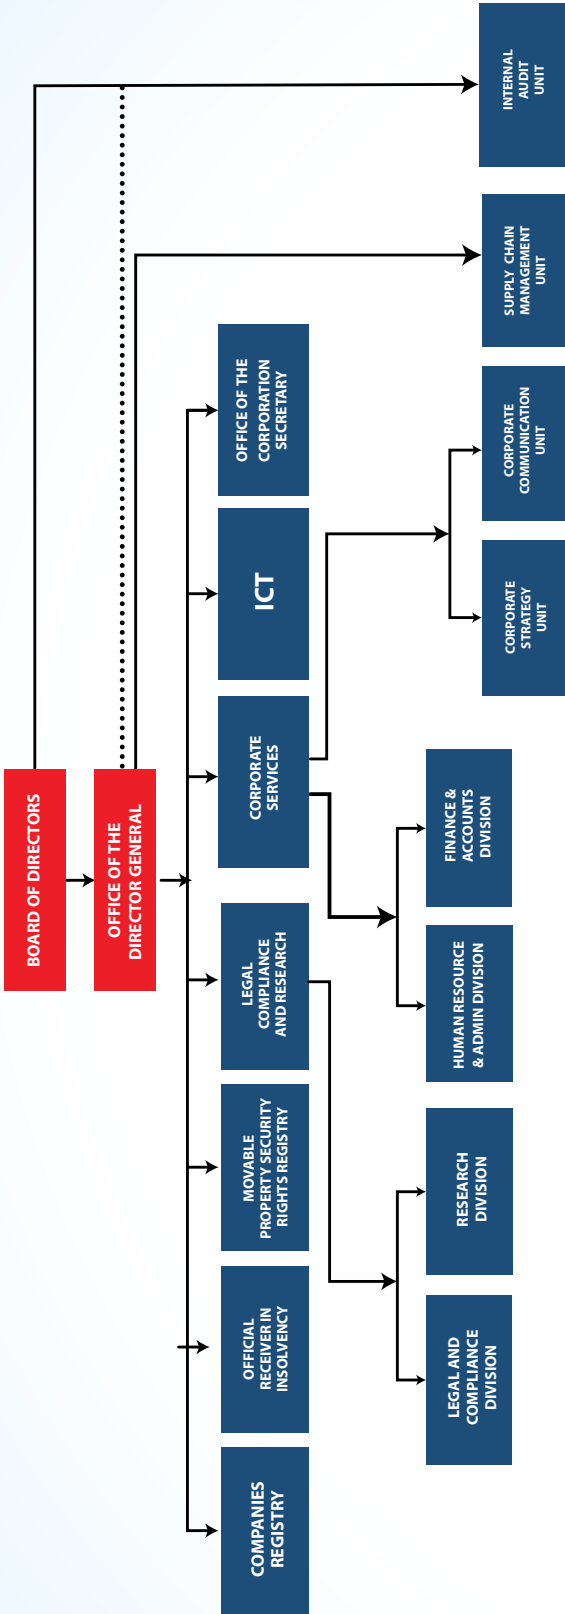 BOARD OF DIRECTORS
OFFICE OF THE
DIRECTOR GENERAL
COMPANIES
REGISTRY
OFFICIAL
RECEIVER IN
INSOLVENCY
MOVABLE
PROPERTY SECURITY
RIGHTS REGISTRY
LEGAL
COMPLIANCE
AND RESEARCH
CORPORATE
SERVICES
ICT
OFFICE OF THE
CORPORATION
SECRETARY
LEGAL AND
COMPLIANCE
DIVISION
RESEARCH
DIVISION
HUMAN RESOURCE
& ADMIN DIVISION
FINANCE &
ACCOUNTS
DIVISION
CORPORATE
STRATEGY
UNIT
CORPORATE
COMMUNICATION
UNIT
SUPPLY CHAIN
MANAGEMENT
UNIT
INTERNAL
AUDIT
UNIT